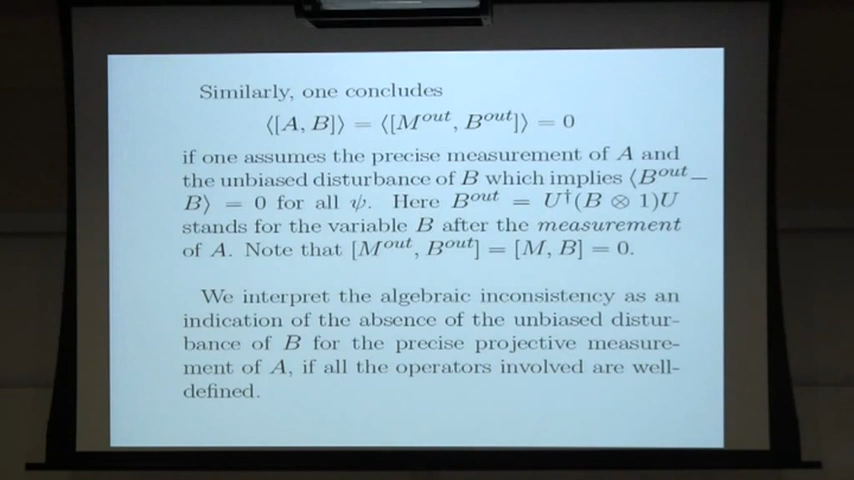 Similarly, one concludes
⟨[A, B]⟩ = ⟨[M^out, B^out]⟩ = 0
if one assumes the precise measurement of A and
the unbiased disturbance of B which implies ⟨B^out−
B⟩ = 0 for all ψ. Here B^out = U†(B ⊗ 1)U
stands for the variable B after the measurement
of A. Note that [M^out, B^out] = [M, B] = 0.
We interpret the algebraic inconsistency as an
indication of the absence of the unbiased distur-
bance of B for the precise projective measure-
ment of A, if all the operators involved are well-
defined.